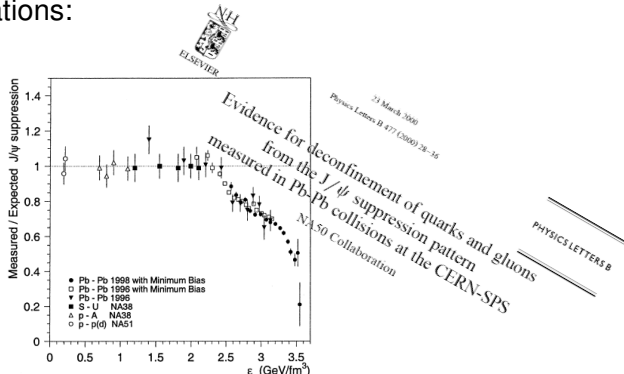 ations:
NH
ELSEVIER
23 March 2000
Physics Letters B 477 (2000) 28–36
Evidence for deconfinement of quarks and gluons
from the J/ψ suppression pattern
measured in Pb-Pb collisions at the CERN-SPS
NA50 Collaboration
PHYSICS LETTERS B
Measured / Expected J/ψ suppression
1.4
1.2
1
0.8
0.6
0.4
0.2
0
● Pb - Pb 1998 with Minimum Bias
□ Pb - Pb 1996 with Minimum Bias
▼ Pb - Pb 1996
■ S - U NA38
△ p - A NA38
○ p - p(d) NA51
0 0.5 1 1.5 2 2.5 3 3.5
ε (GeV/fm³)